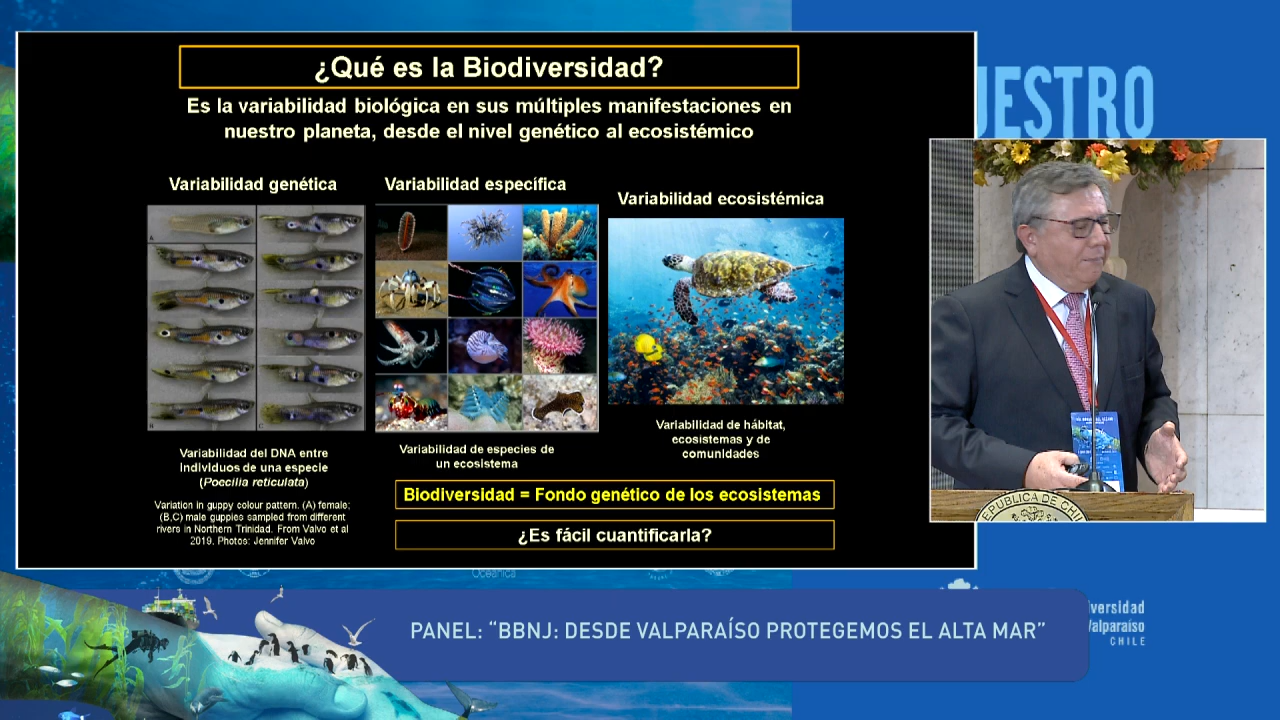 ¿Qué es la Biodiversidad?
Es la variabilidad biológica en sus múltiples manifestaciones en
nuestro planeta, desde el nivel genético al ecosistémico
Variabilidad genética
Variabilidad específica
Variabilidad ecosistémica
A
B
C
Variabilidad del DNA entre
individuos de una especie
(Poecilia reticulata)
Variation in guppy colour pattern. (A) female;
(B,C) male guppies sampled from different
rivers in Northern Trinidad. From Valvo et al
2019. Photos: Jennifer Valvo
Variabilidad de especies de
un ecosistema
Variabilidad de hábitat,
ecosistemas y de
comunidades
Biodiversidad = Fondo genético de los ecosistemas
¿Es fácil cuantificarla?
UESTRO
EPUBLICA DE CHI
Oceánica
PANEL: “BBNJ: DESDE VALPARAÍSO PROTEGEMOS EL ALTA MAR”
iversidad
Valparaíso
CHILE